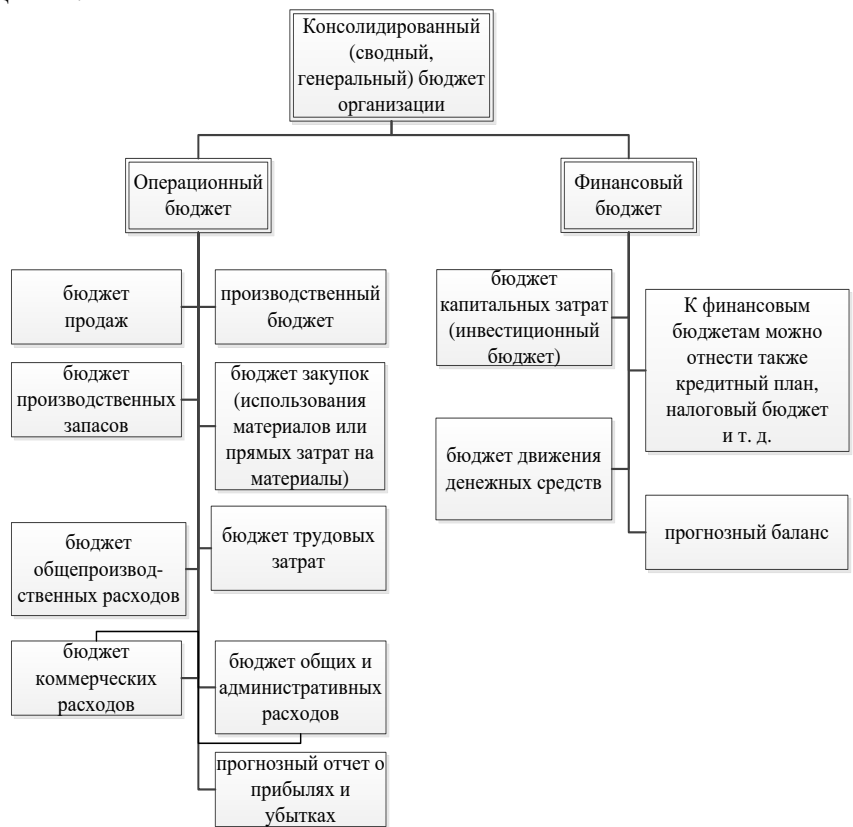 Консолидированный
(сводный,
генеральный) бюджет
организации
Операционный
бюджет
Финансовый
бюджет
бюджет
продаж
производственный
бюджет
бюджет
производственных
запасов
бюджет закупок
(использования
материалов или
прямых затрат на
материалы)
бюджет
общепроизвод-
ственных расходов
бюджет трудовых
затрат
бюджет
коммерческих
расходов
бюджет общих и
административных
расходов
прогнозный отчет о
прибылях и
убытках
бюджет
капитальных затрат
(инвестиционный
бюджет)
К финансовым
бюджетам можно
отнести также
кредитный план,
налоговый бюджет
и т. д.
бюджет движения
денежных средств
прогнозный баланс